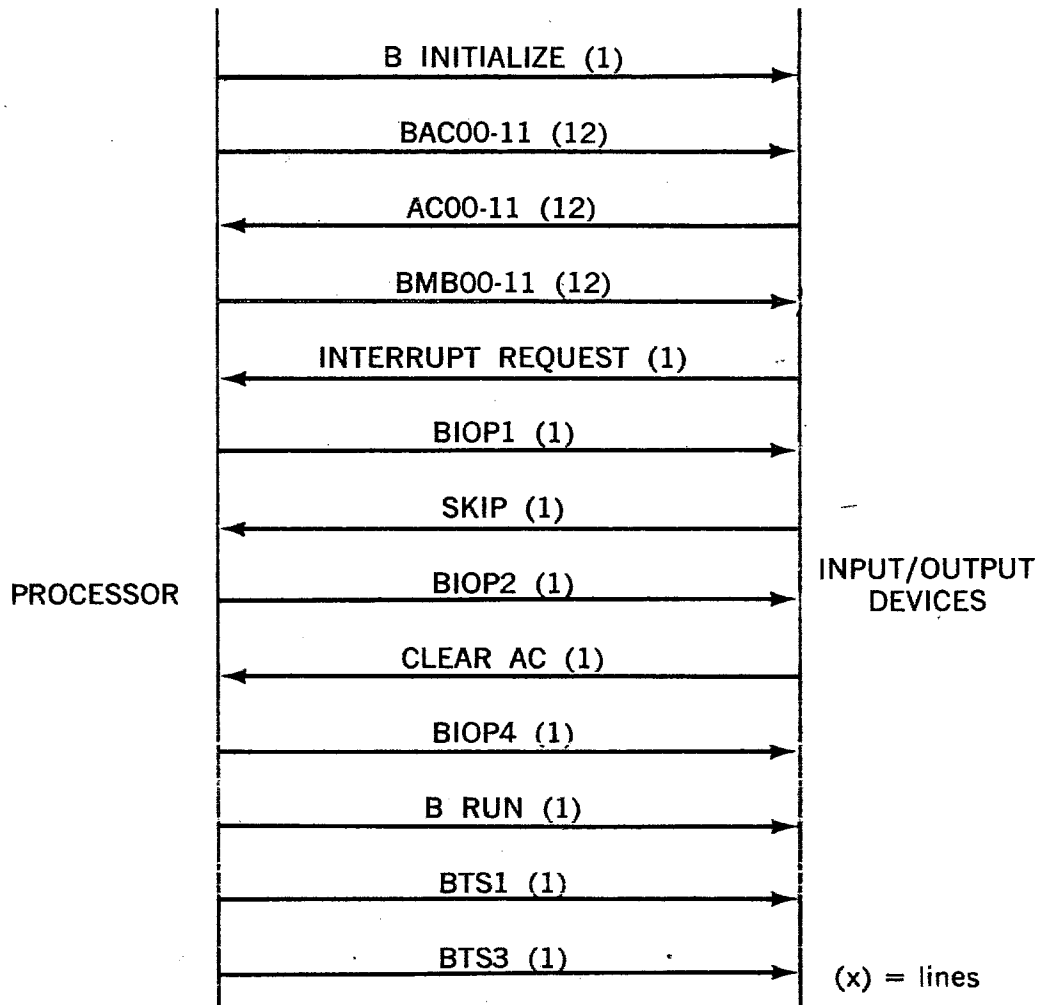 B INITIALIZE (1)
BAC00-11 (12)
AC00-11 (12)
BMB00-11 (12)
INTERRUPT REQUEST (1)
BIOP1 (1)
SKIP (1)
PROCESSOR
BIOP2 (1)
INPUT/OUTPUT
DEVICES
CLEAR AC (1)
BIOP4 (1)
B RUN (1)
BTS1 (1)
BTS3 (1)
(x) = lines